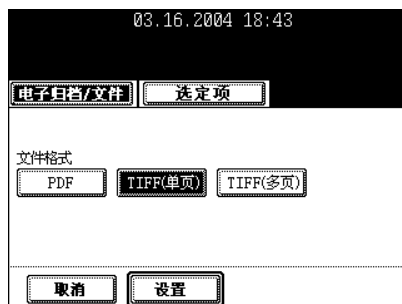 03.16.2004 18:43
电子归档/文件 选定项
文件格式
PDF TIFF(单页) TIFF(多页)
取消 设置